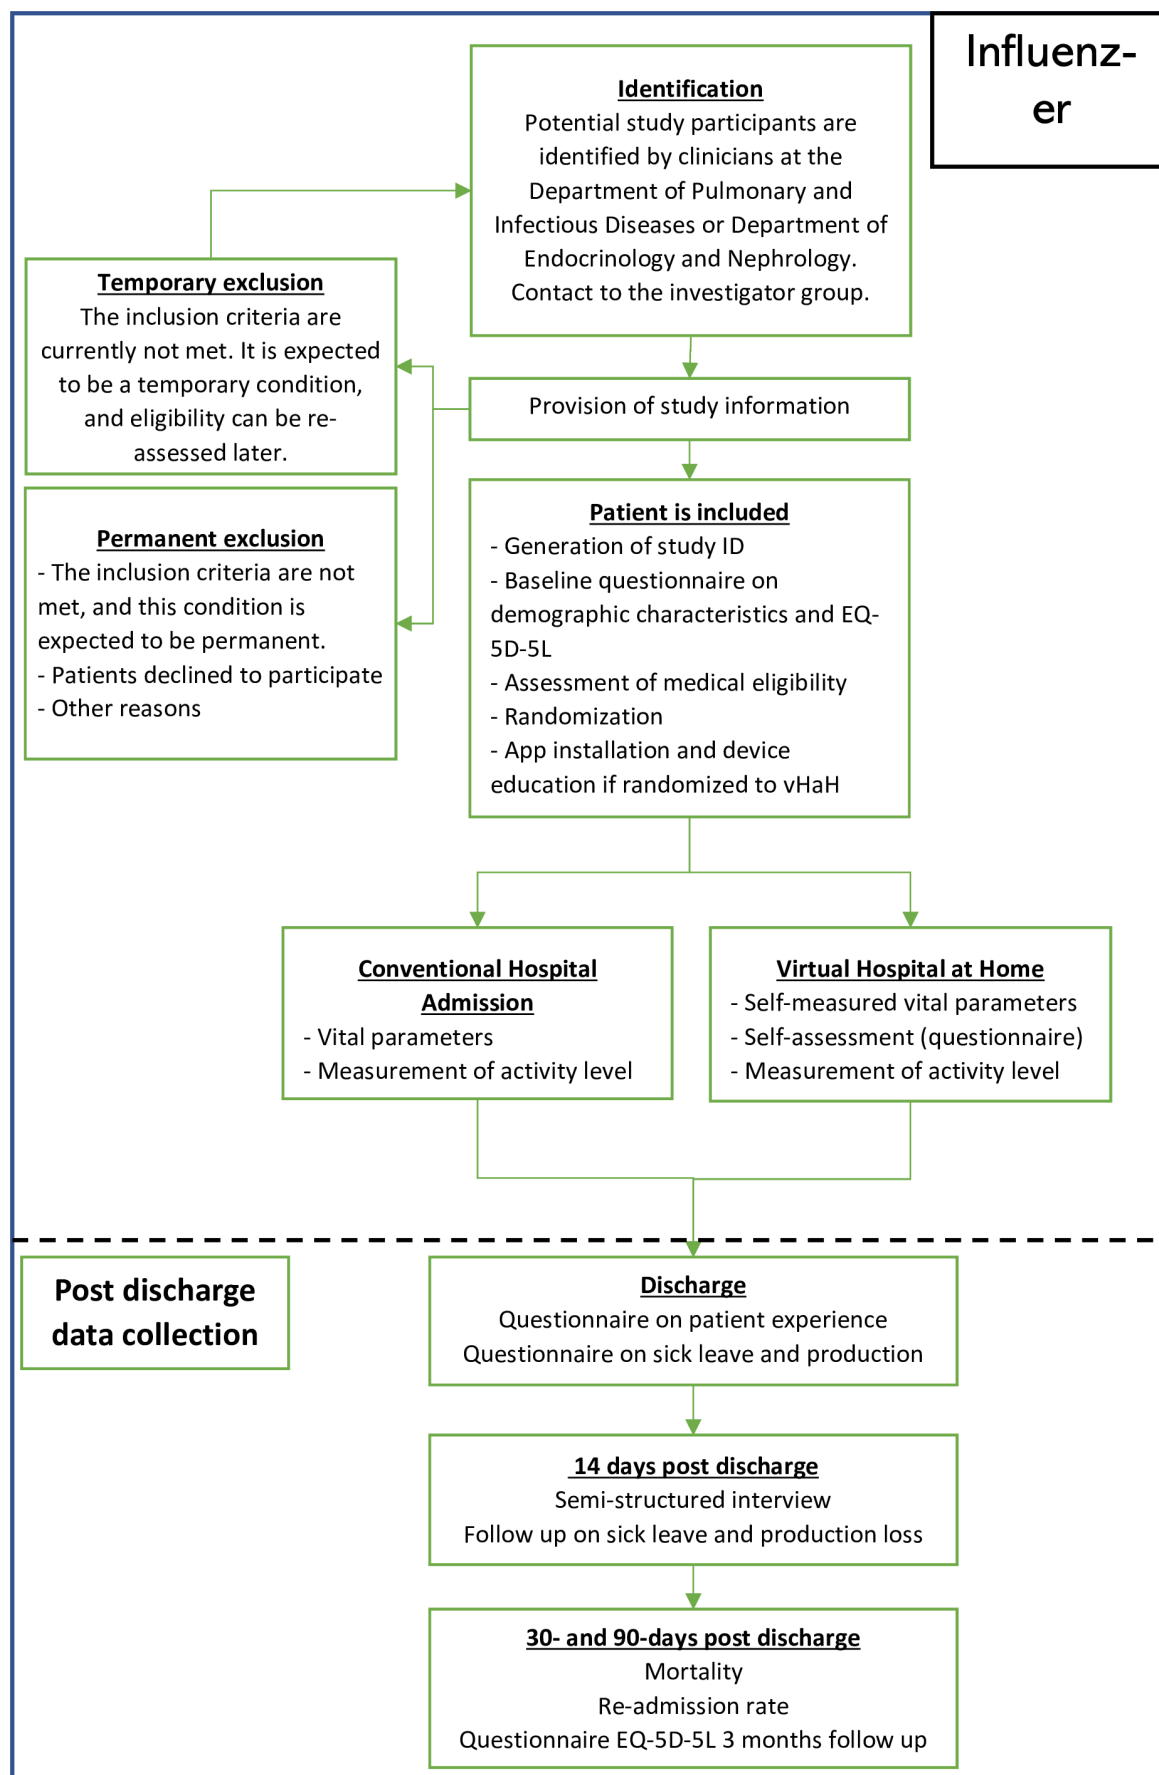 Influenz-
er
Identification
Potential study participants are
identified by clinicians at the
Department of Pulmonary and
Infectious Diseases or Department of
Endocrinology and Nephrology.
Contact to the investigator group.
Temporary exclusion
The inclusion criteria are
currently not met. It is expected
to be a temporary condition,
and eligibility can be re-
assessed later.
Provision of study information
Permanent exclusion
- The inclusion criteria are not
met, and this condition is
expected to be permanent.
- Patients declined to participate
- Other reasons
Patient is included
- Generation of study ID
- Baseline questionnaire on
demographic characteristics and EQ-
5D-5L
- Assessment of medical eligibility
- Randomization
- App installation and device
education if randomized to vHaH
Conventional Hospital
Admission
- Vital parameters
- Measurement of activity level
Virtual Hospital at Home
- Self-measured vital parameters
- Self-assessment (questionnaire)
- Measurement of activity level
Post discharge
data collection
Discharge
Questionnaire on patient experience
Questionnaire on sick leave and production
14 days post discharge
Semi-structured interview
Follow up on sick leave and production loss
30- and 90-days post discharge
Mortality
Re-admission rate
Questionnaire EQ-5D-5L 3 months follow up